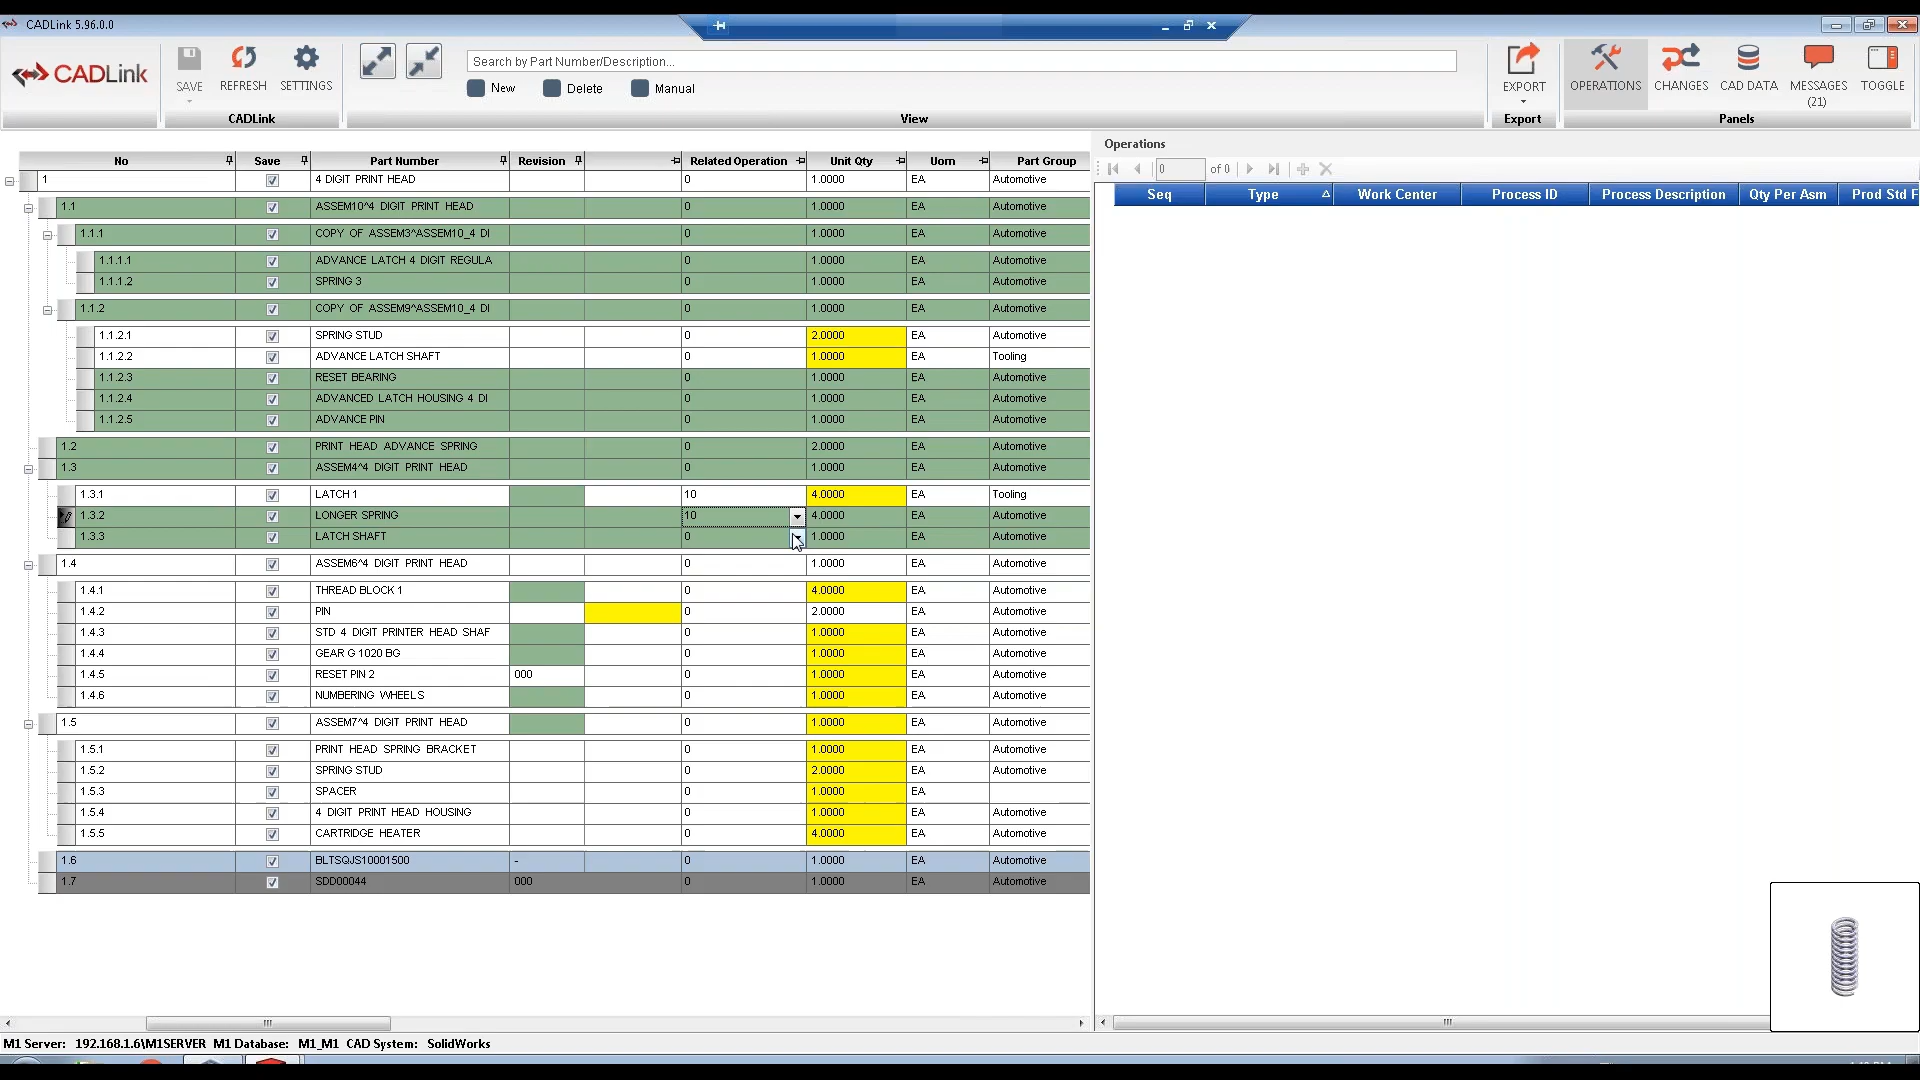 CADLink 5.96.0.0
CADLink
SAVE
REFRESH
SETTINGS
CADLink
Search by Part Number/Description...
New
Delete
Manual
View
EXPORT
Export
OPERATIONS
CHANGES
CAD DATA
MESSAGES
(21)
TOGGLE
Panels
No Save Part Number Revision Related Operation Unit Qty Uom Part Group
1 4 DIGIT PRINT HEAD 0 1.0000 EA Automotive
1.1 ASSEM10^4 DIGIT PRINT HEAD 0 1.0000 EA Automotive
1.1.1 COPY OF ASSEM3^ASSEM10_4 DI 0 1.0000 EA Automotive
1.1.1.1 ADVANCE LATCH 4 DIGIT REGULA 0 1.0000 EA Automotive
1.1.1.2 SPRING 3 0 1.0000 EA Automotive
1.1.2 COPY OF ASSEM9^ASSEM10_4 DI 0 1.0000 EA Automotive
1.1.2.1 SPRING STUD 0 2.0000 EA Automotive
1.1.2.2 ADVANCE LATCH SHAFT 0 1.0000 EA Tooling
1.1.2.3 RESET BEARING 0 1.0000 EA Automotive
1.1.2.4 ADVANCED LATCH HOUSING 4 DI 0 1.0000 EA Automotive
1.1.2.5 ADVANCE PIN 0 1.0000 EA Automotive
1.2 PRINT HEAD ADVANCE SPRING 0 2.0000 EA Automotive
1.3 ASSEM4^4 DIGIT PRINT HEAD 0 1.0000 EA Automotive
1.3.1 LATCH 1 10 4.0000 EA Tooling
1.3.2 LONGER SPRING 10 4.0000 EA Automotive
1.3.3 LATCH SHAFT 0 1.0000 EA Automotive
1.4 ASSEM6^4 DIGIT PRINT HEAD 0 1.0000 EA Automotive
1.4.1 THREAD BLOCK 1 0 4.0000 EA Automotive
1.4.2 PIN 0 2.0000 EA Automotive
1.4.3 STD 4 DIGIT PRINTER HEAD SHAF 0 1.0000 EA Automotive
1.4.4 GEAR G 1020 BG 0 1.0000 EA Automotive
1.4.5 RESET PIN 2 000 0 1.0000 EA Automotive
1.4.6 NUMBERING WHEELS 0 1.0000 EA Automotive
1.5 ASSEM7^4 DIGIT PRINT HEAD 0 1.0000 EA Automotive
1.5.1 PRINT HEAD SPRING BRACKET 0 1.0000 EA Automotive
1.5.2 SPRING STUD 0 2.0000 EA Automotive
1.5.3 SPACER 0 1.0000 EA
1.5.4 4 DIGIT PRINT HEAD HOUSING 0 1.0000 EA Automotive
1.5.5 CARTRIDGE HEATER 0 4.0000 EA Automotive
1.6 BLTSQJS10001500 - 0 1.0000 EA Automotive
1.7 SDD00044 000 0 1.0000 EA Automotive
Operations
0 of 0
Seq Type Work Center Process ID Process Description Qty Per Asm Prod Std F
M1 Server: 192.168.1.6\M1SERVER M1 Database: M1_M1 CAD System: SolidWorks